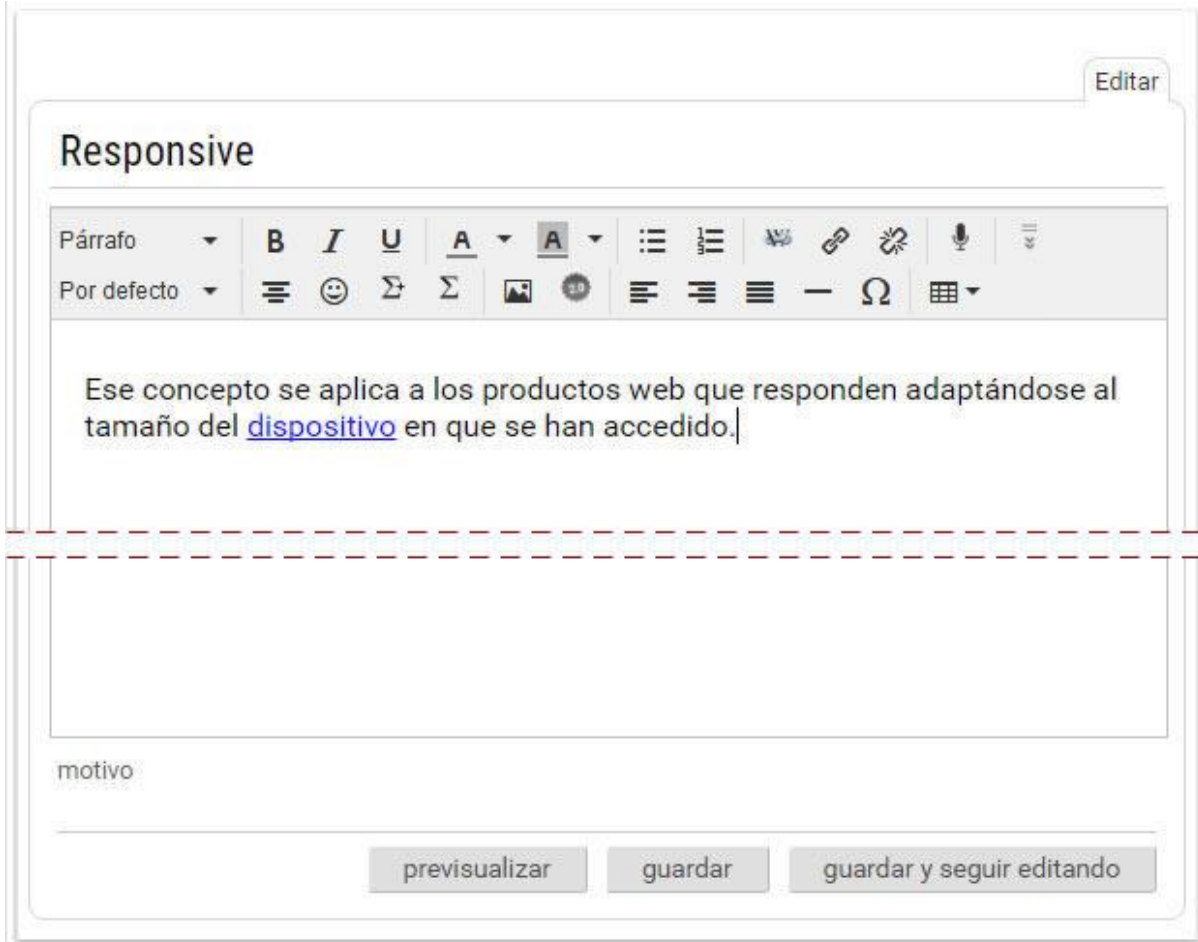 Editar
Responsive
Párrafo B I U A A
Por defecto Σ Σ Ω
Ese concepto se aplica a los productos web que responden adaptándose al
tamaño del dispositivo en que se han accedido.
motivo
previsualizar guardar guardar y seguir editando